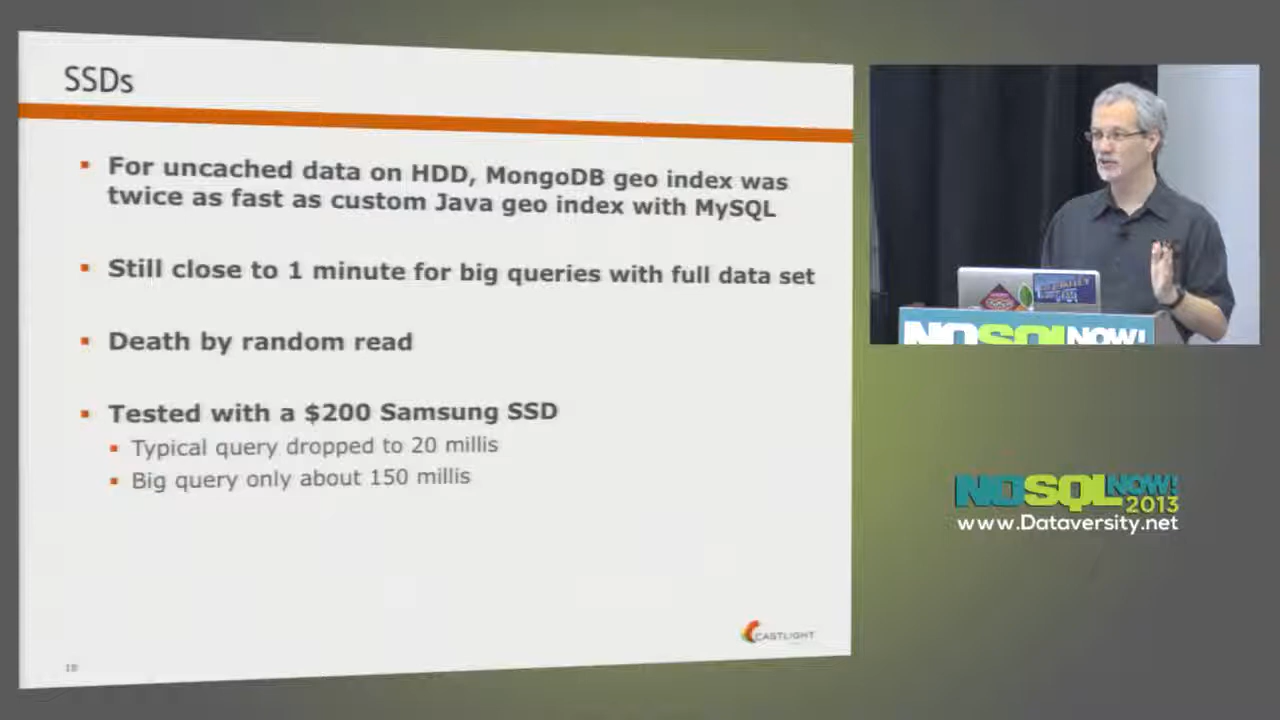 SSDs
For uncached data on HDD, MongoDB geo index was
twice as fast as custom Java geo index with MySQL
Still close to 1 minute for big queries with full data set
Death by random read
Tested with a $200 Samsung SSD
Typical query dropped to 20 millis
Big query only about 150 millis
CASTLIGHT
NOSQL NOW!
NOSQL NOW!
2013
www.Dataversity.net